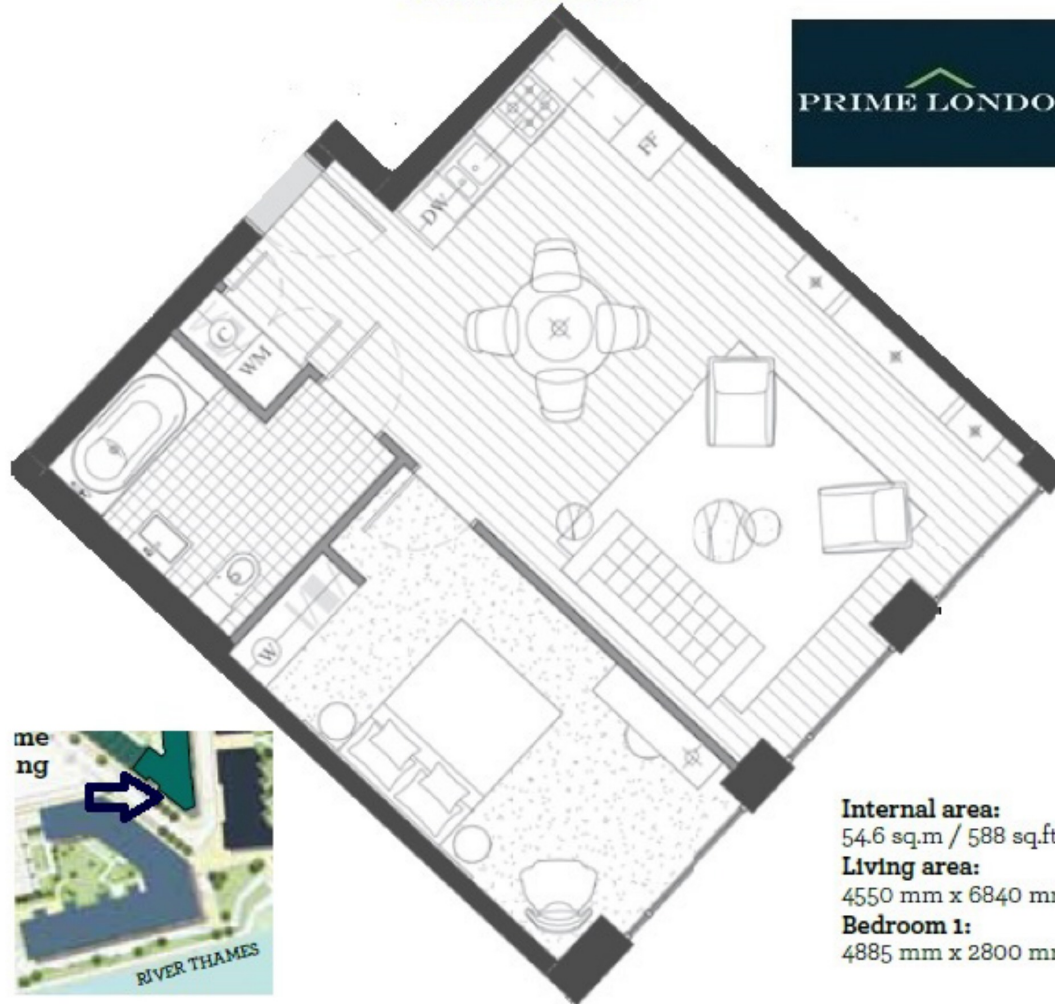 PRIME LONDO
FF
DW
C
WM
W
me
ng
RIVER THAMES
Internal area:
54.6 sq.m / 588 sq.ft
Living area:
4550 mm x 6840 mm
Bedroom 1:
4885 mm x 2800 mm